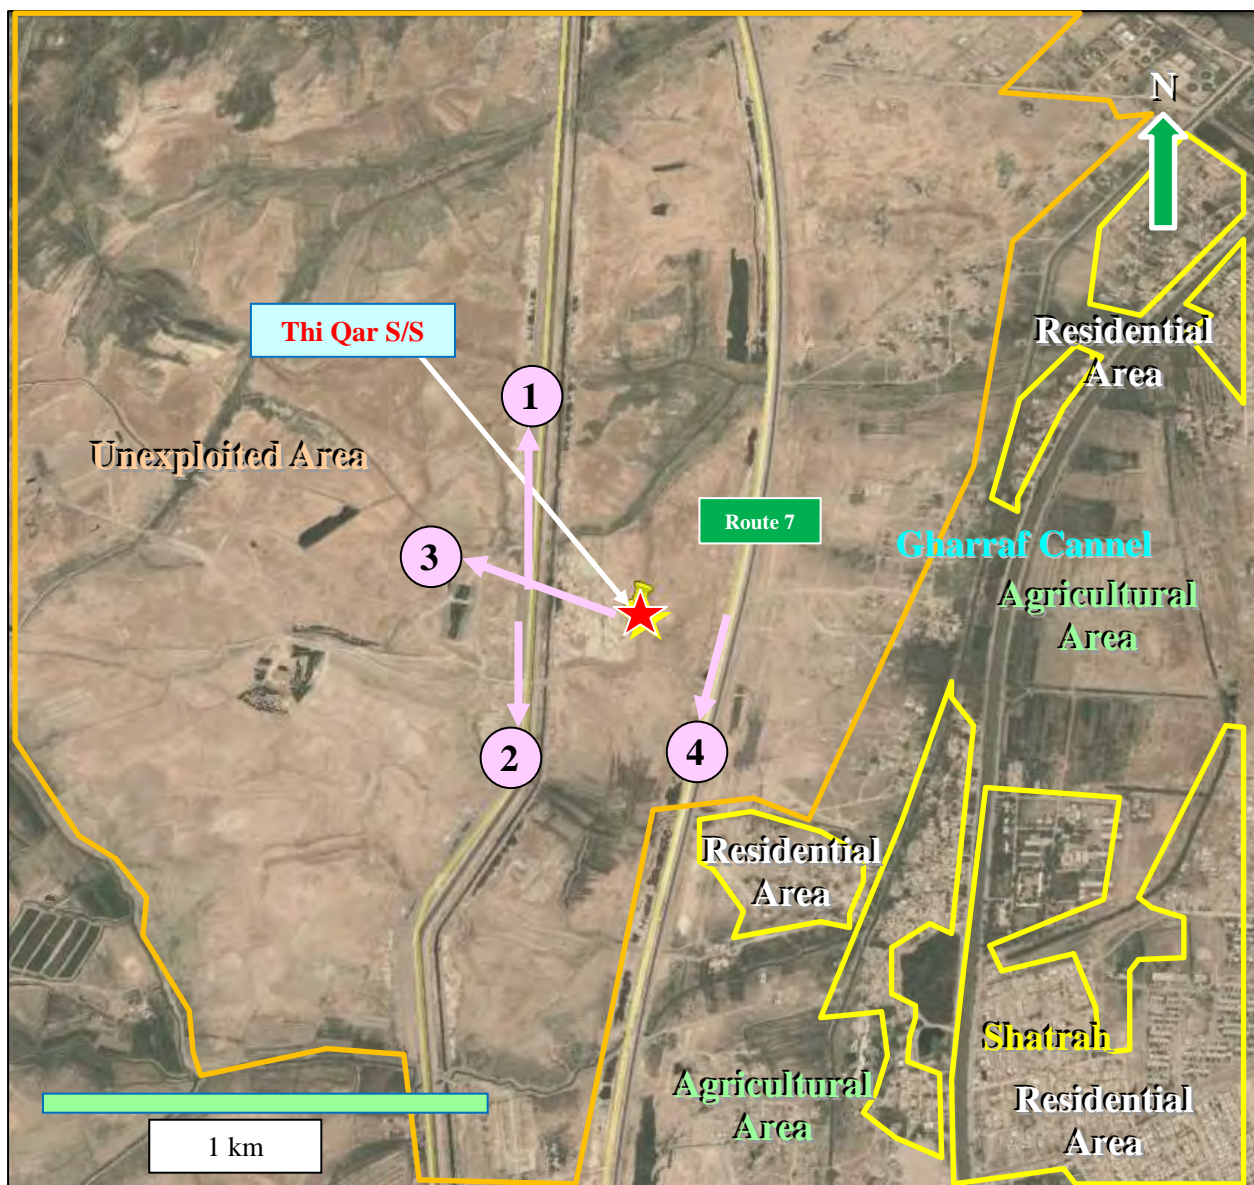 N
Residential
Area
Thi Qar S/S
1
Unexploited Area
Route 7
3
Gharraf Cannel
Agricultural
Area
2
4
Residential
Area
Shatrah
Agricultural
Area
Residential
Area
1 km